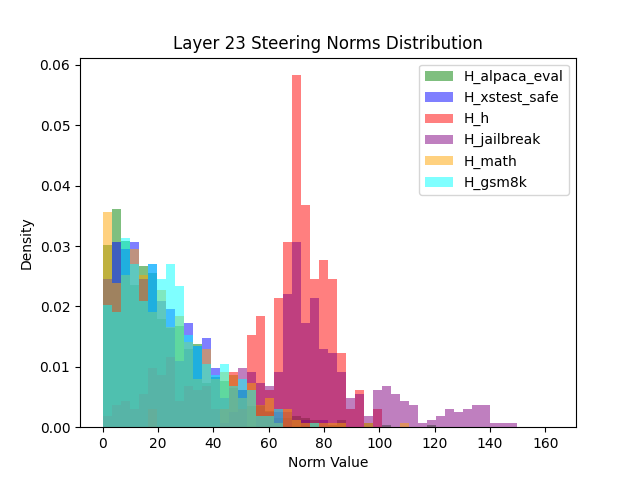 Layer 23 Steering Norms Distribution
0.06
0.05
0.04
0.03
0.02
0.01
0.00
Density
H_alpaca_eval
H_xstest_safe
H_h
H_jailbreak
H_math
H_gsm8k
0 20 40 60 80 100 120 140 160
Norm Value